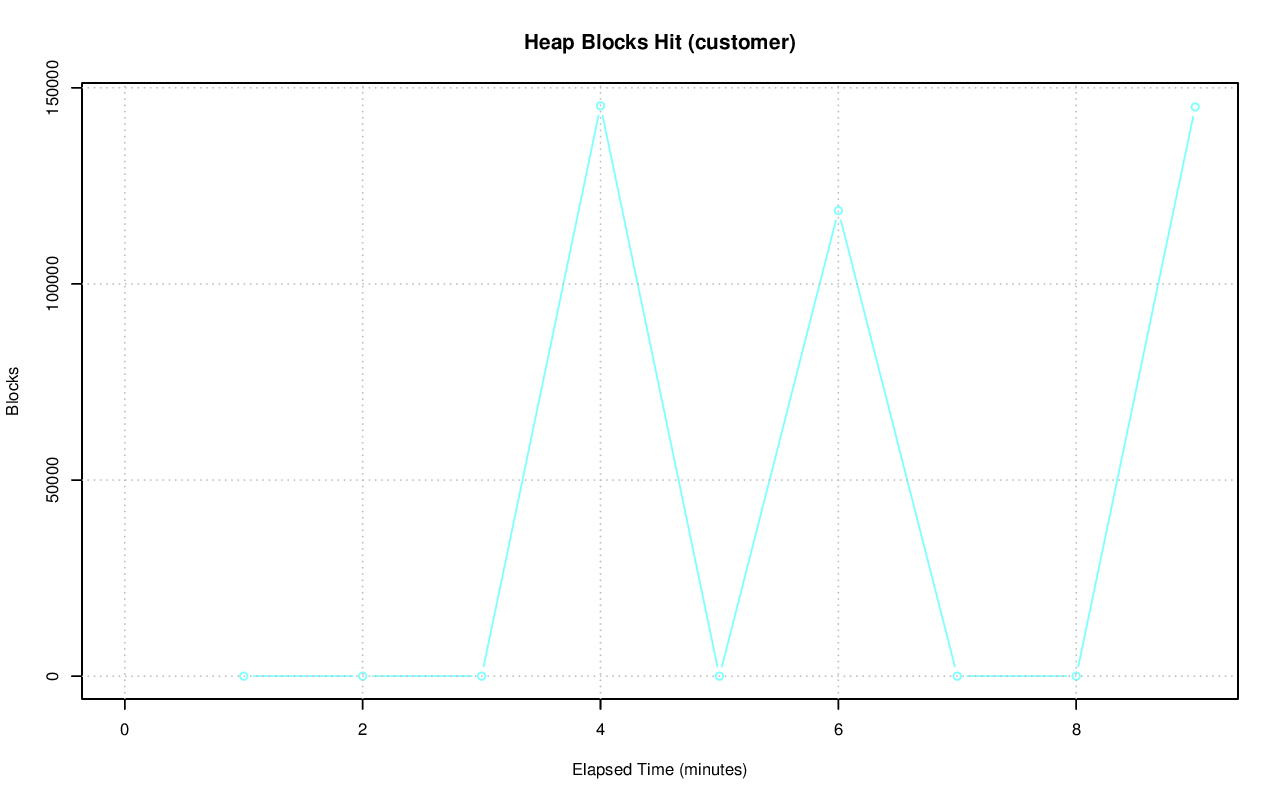 Heap Blocks Hit (customer)
150000
100000
50000
0
Blocks
0 2 4 6 8
Elapsed Time (minutes)